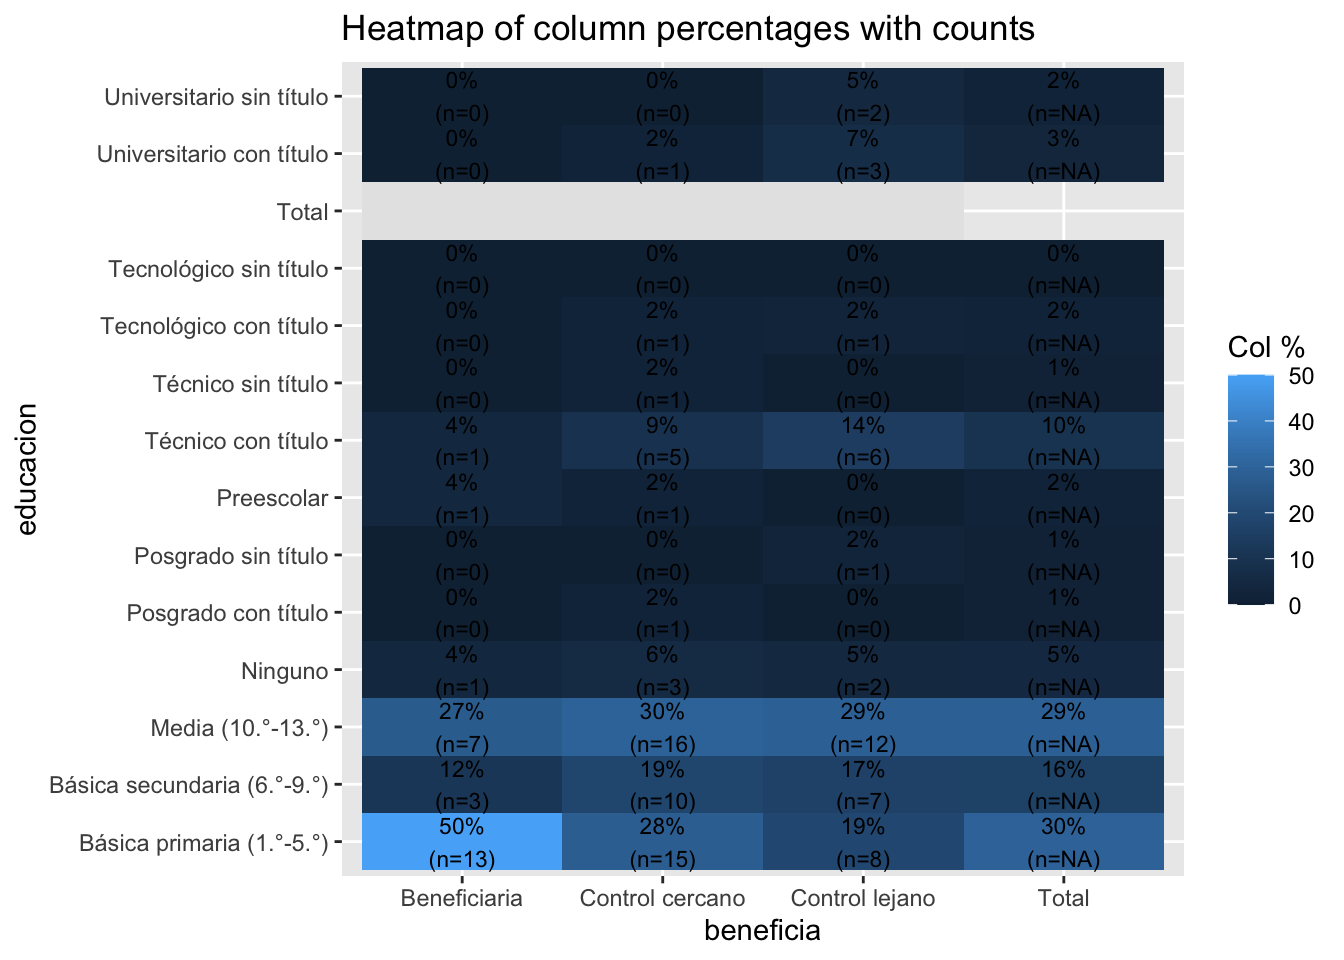 Heatmap of column percentages with counts
Universitario sin título
0% 0% 5% 2%
(n=0) (n=0) (n=2) (n=NA)
Universitario con título
0% 2% 7% 3%
(n=0) (n=1) (n=3) (n=NA)
Total
Tecnológico sin título
0% 0% 0% 0%
(n=0) (n=0) (n=0) (n=NA)
Tecnológico con título
0% 2% 2% 2%
(n=0) (n=1) (n=1) (n=NA)
Técnico sin título
0% 2% 0% 1%
(n=0) (n=1) (n=0) (n=NA)
Técnico con título
4% 9% 14% 10%
(n=1) (n=5) (n=6) (n=NA)
Preescolar
4% 2% 0% 2%
(n=1) (n=1) (n=0) (n=NA)
Posgrado sin título
0% 0% 2% 1%
(n=0) (n=0) (n=1) (n=NA)
Posgrado con título
0% 2% 0% 1%
(n=0) (n=1) (n=0) (n=NA)
Ninguno
4% 6% 5% 5%
(n=1) (n=3) (n=2) (n=NA)
Media (10.°-13.°)
27% 30% 29% 29%
(n=7) (n=16) (n=12) (n=NA)
Básica secundaria (6.°-9.°)
12% 19% 17% 16%
(n=3) (n=10) (n=7) (n=NA)
Básica primaria (1.°-5.°)
50% 28% 19% 30%
(n=13) (n=15) (n=8) (n=NA)
Beneficiaria Control cercano Control lejano Total
beneficia
educacion
Col %
50
40
30
20
10
0